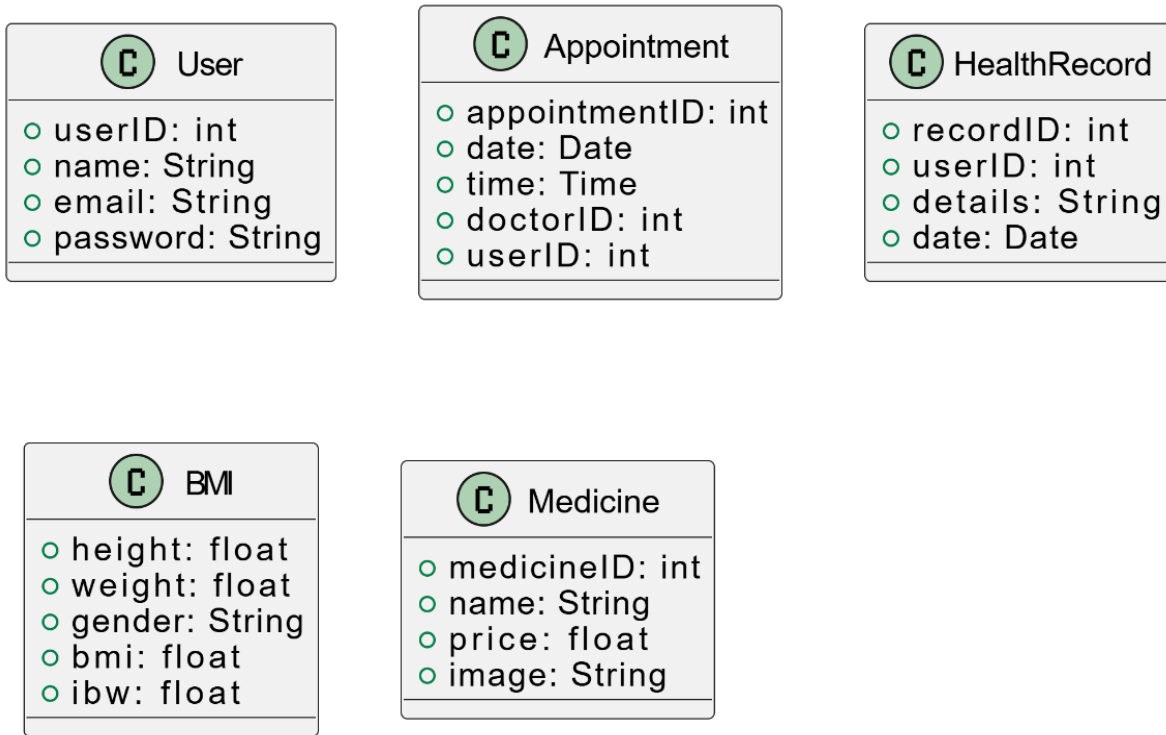 C User
userID: int
name: String
email: String
password: String
C Appointment
appointmentID: int
date: Date
time: Time
doctorID: int
userID: int
C HealthRecord
recordID: int
userID: int
details: String
date: Date
C BMI
height: float
weight: float
gender: String
bmi: float
ibw: float
C Medicine
medicineID: int
name: String
price: float
image: String